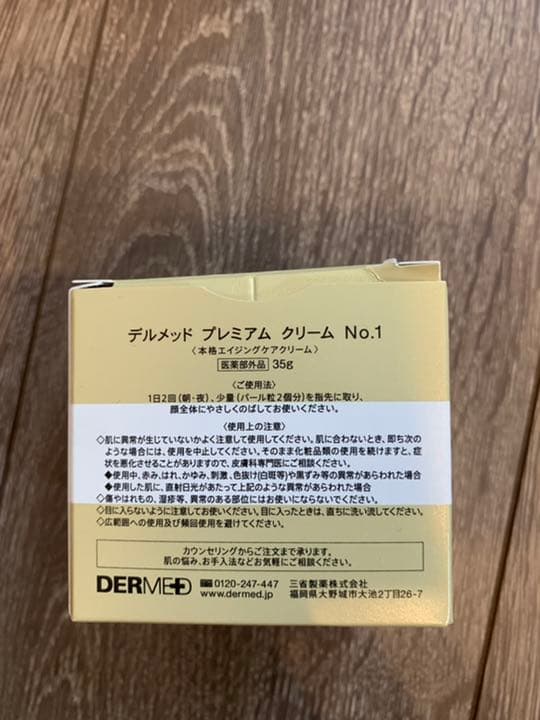 デルメッド プレミアム クリーム No.1
〈本格エイジングケアクリーム〉
医薬部外品 35g
〈ご使用法〉
1日2回(朝・夜)、少量(パール粒2個分)を指先に取り、
顔全体にやさしくのばしてお使いください。
〈使用上の注意〉
◇肌に異常が生じていないかよく注意して使用してください。肌に合わないとき、即ち次の
ような場合には、使用を中止してください。そのまま化粧品類の使用を続けますと、症
状を悪化させることがありますので、皮膚科専門医にご相談ください。
◆使用中、赤み、はれ、かゆみ、刺激、色抜け(白斑等)や黒ずみ等の異常があらわれた場合
◆使用した肌に、直射日光があたって上記のような異常があらわれた場合
◇傷やはれもの、湿疹等、異常のある部位にはお使いにならないでください。
◇目に入らないように注意してお使いください。目に入ったときは、直ちに洗い流してください。
◇広範囲への使用及び頻回使用を避けてください。
カウンセリングからご注文まで承ります。
肌の悩み、お手入法などお気軽にご相談ください。
DERMED 0120-247-447 三省製薬株式会社
www.dermed.jp 福岡県大野城市大池2丁目26-7